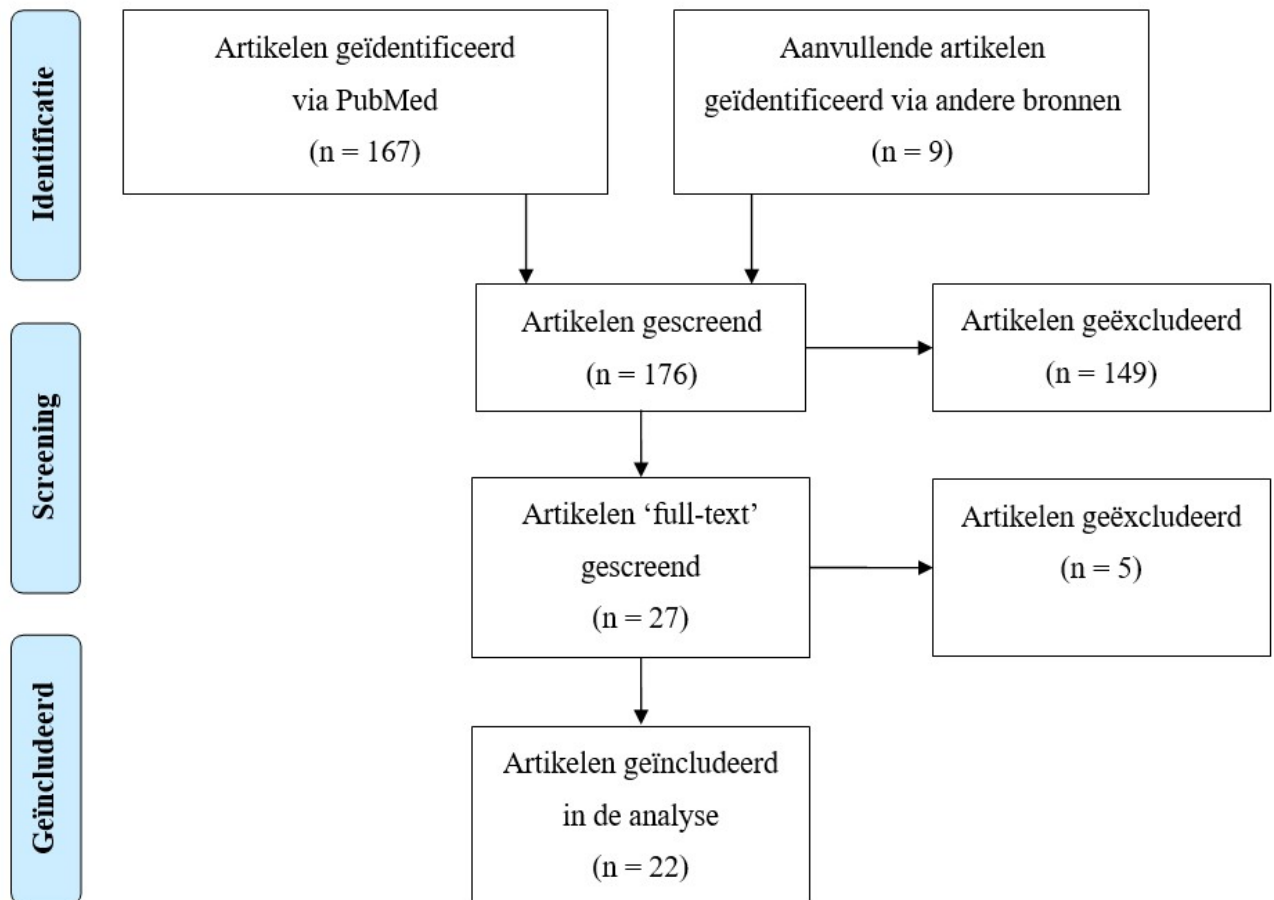 Identificatie
Artikelen geïdentificeerd
via PubMed
(n = 167)
Aanvullende artikelen
geïdentificeerd via andere bronnen
(n = 9)
Screening
Artikelen gescreend
(n = 176)
Artikelen geëxcludeerd
(n = 149)
Artikelen ‘full-text’
gescreend
(n = 27)
Artikelen geëxcludeerd
(n = 5)
Geïncludeerd
Artikelen geïncludeerd
in de analyse
(n = 22)